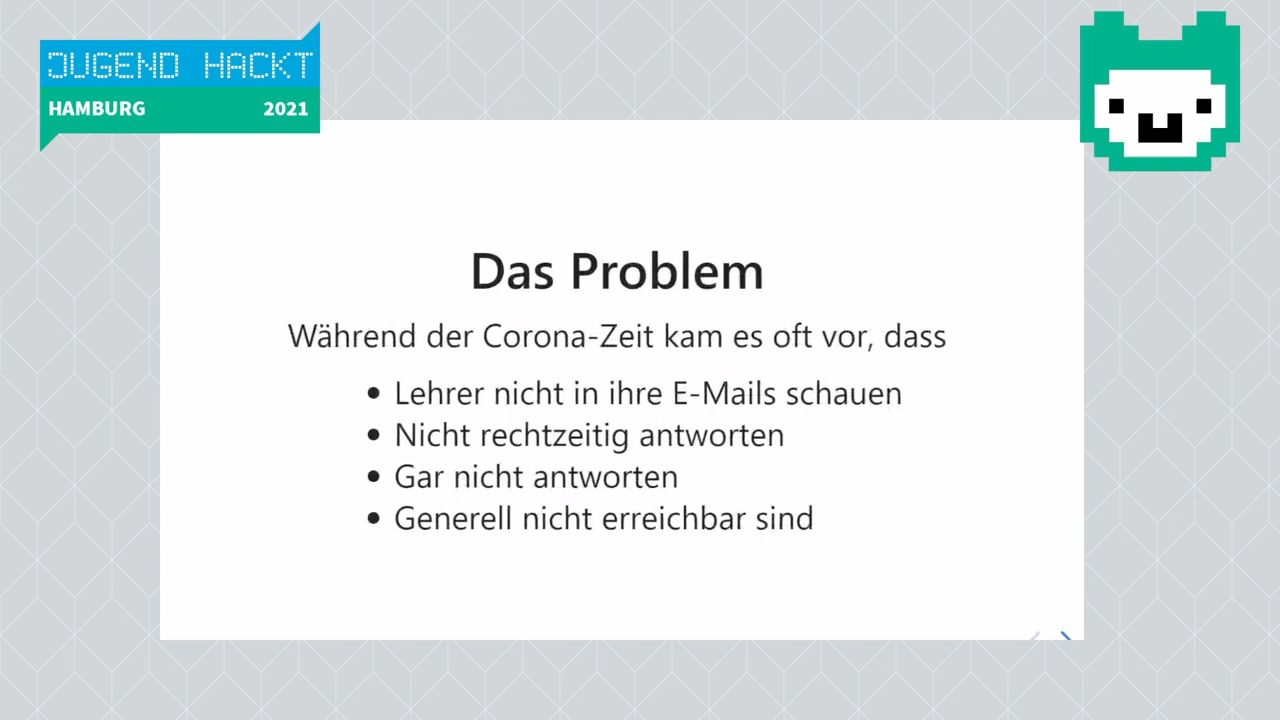 JUGEND HACKT
HAMBURG 2021
Das Problem
Während der Corona-Zeit kam es oft vor, dass
• Lehrer nicht in ihre E-Mails schauen
• Nicht rechtzeitig antworten
• Gar nicht antworten
• Generell nicht erreichbar sind